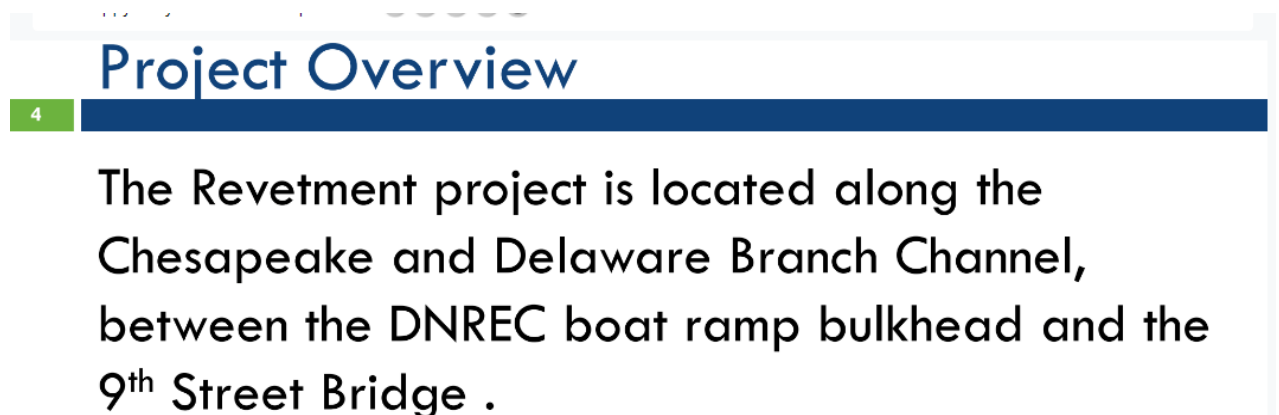 Project Overview
4
The Revetment project is located along the
Chesapeake and Delaware Branch Channel,
between the DNREC boat ramp bulkhead and the
9th Street Bridge .